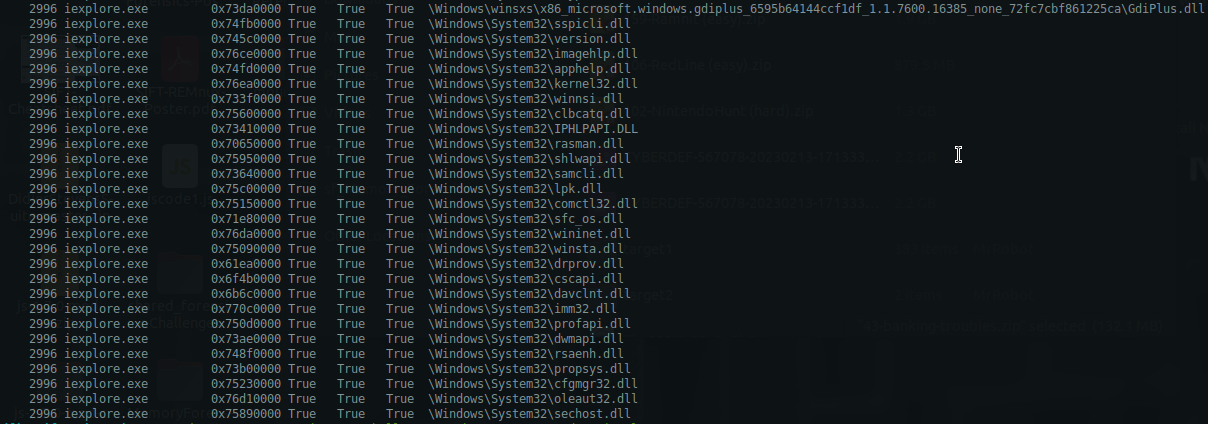 2996 iexplore.exe 0x73da0000 True True True \Windows\winsxs\x86_microsoft.windows.gdiplus_6595b64144ccf1df_1.1.7600.16385_none_72fc7cbf861225ca\GdiPlus.dll
2996 iexplore.exe 0x74fb0000 True True True \Windows\System32\sspicli.dll
2996 iexplore.exe 0x745c0000 True True True \Windows\System32\version.dll
2996 iexplore.exe 0x76ce0000 True True True \Windows\System32\imagehlp.dll
2996 iexplore.exe 0x74fd0000 True True True \Windows\System32\apphelp.dll
2996 iexplore.exe 0x76ea0000 True True True \Windows\System32\kernel32.dll
2996 iexplore.exe 0x733f0000 True True True \Windows\System32\winnsi.dll
2996 iexplore.exe 0x75600000 True True True \Windows\System32\clbcatq.dll
2996 iexplore.exe 0x73410000 True True True \Windows\System32\IPHLPAPI.DLL
2996 iexplore.exe 0x70650000 True True True \Windows\System32\rasman.dll
2996 iexplore.exe 0x75950000 True True True \Windows\System32\shlwapi.dll
2996 iexplore.exe 0x73640000 True True True \Windows\System32\samcli.dll
2996 iexplore.exe 0x75c00000 True True True \Windows\System32\lpk.dll
2996 iexplore.exe 0x75150000 True True True \Windows\System32\comctl32.dll
2996 iexplore.exe 0x71e80000 True True True \Windows\System32\sfc_os.dll
2996 iexplore.exe 0x76da0000 True True True \Windows\System32\wininet.dll
2996 iexplore.exe 0x75090000 True True True \Windows\System32\winsta.dll
2996 iexplore.exe 0x61ea0000 True True True \Windows\System32\drprov.dll
2996 iexplore.exe 0x6f4b0000 True True True \Windows\System32\cscapi.dll
2996 iexplore.exe 0x6b6c0000 True True True \Windows\System32\davclnt.dll
2996 iexplore.exe 0x770c0000 True True True \Windows\System32\imm32.dll
2996 iexplore.exe 0x750d0000 True True True \Windows\System32\profapi.dll
2996 iexplore.exe 0x73ae0000 True True True \Windows\System32\dwmapi.dll
2996 iexplore.exe 0x748f0000 True True True \Windows\System32\rsaenh.dll
2996 iexplore.exe 0x73b00000 True True True \Windows\System32\propsys.dll
2996 iexplore.exe 0x75230000 True True True \Windows\System32\cfgmgr32.dll
2996 iexplore.exe 0x76d10000 True True True \Windows\System32\oleaut32.dll
2996 iexplore.exe 0x75890000 True True True \Windows\System32\sechost.dll